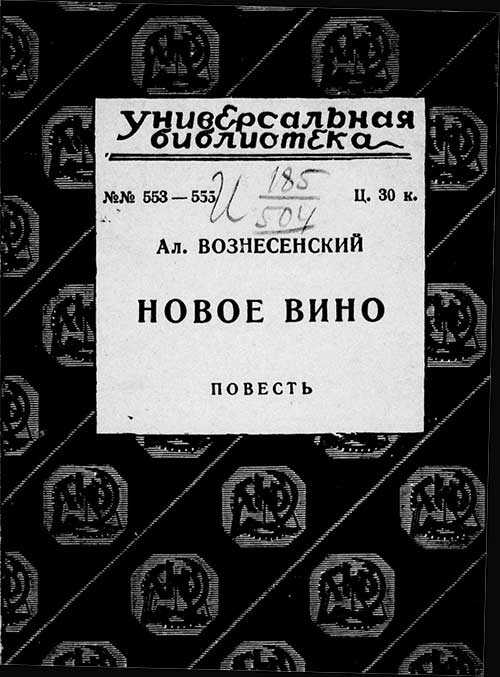 Универсальная
библиотека
№№ 553—555 Ц. 30 к.
И 185
504
Ал. ВОЗНЕСЕНСКИЙ
НОВОЕ ВИНО
ПОВЕСТЬ